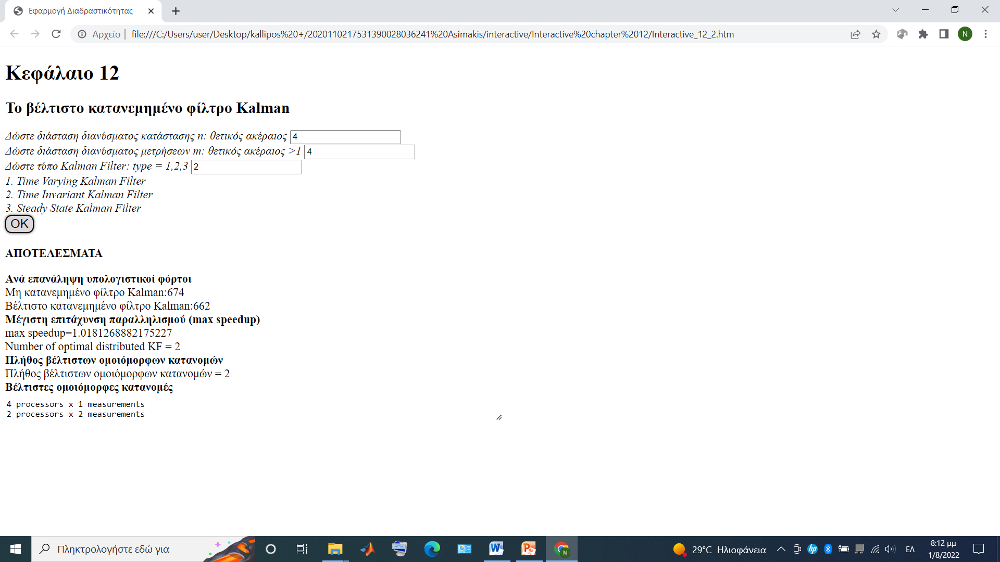 Εφαρμογή Διαδραστικότητας
Αρχείο | file:///C:/Users/user/Desktop/kallipos%20+/2020110217531390028036241%20Asimakis/interactive/Interactive%20chapter%2012/Interactive_12_2.htm
N
Κεφάλαιο 12
Το βέλτιστο κατανεμημένο φίλτρο Kalman
Δώστε διάσταση διανύσματος κατάστασης n: θετικός ακέραιος 4
Δώστε διάσταση διανύσματος μετρήσεων m: θετικός ακέραιος >1 4
Δώστε τύπο Kalman Filter: type = 1,2,3 2
1. Time Varying Kalman Filter
2. Time Invariant Kalman Filter
3. Steady State Kalman Filter
OK
ΑΠΟΤΕΛΕΣΜΑΤΑ
Ανά επανάληψη υπολογιστικοί φόρτοι
Μη κατανεμημένο φίλτρο Kalman:674
Βέλτιστο κατανεμημένο φίλτρο Kalman:662
Μέγιστη επιτάχυνση παραλληλισμού (max speedup)
max speedup=1.0181268882175227
Number of optimal distributed KF = 2
Πλήθος βέλτιστων ομοιόμορφων κατανομών
Πλήθος βέλτιστων ομοιόμορφων κατανομών = 2
Βέλτιστες ομοιόμορφες κατανομές
4 processors x 1 measurements
2 processors x 2 measurements
Πληκτρολογήστε εδώ για
29°C Ηλιοφάνεια
ΕΛ
8:12 μμ
1/8/2022